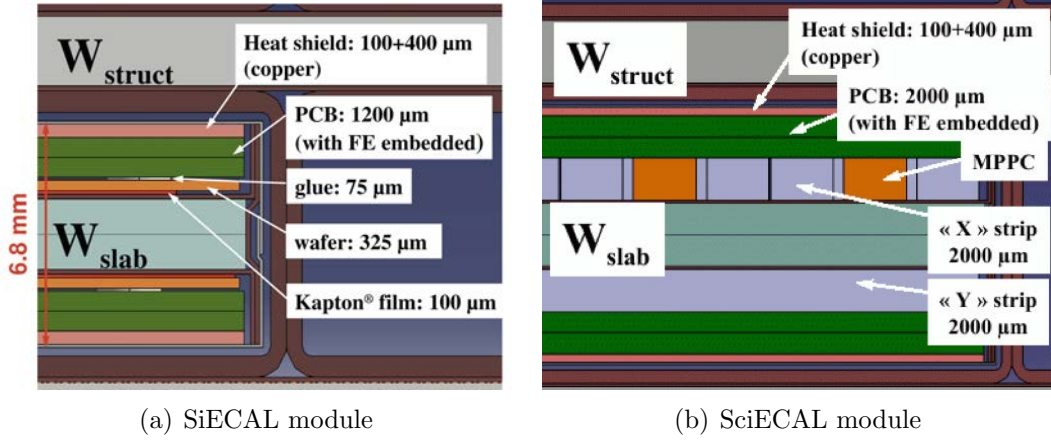 W struct
Heat shield: 100+400 µm
(copper)
PCB: 1200 µm
(with FE embedded)
glue: 75 µm
wafer: 325 µm
W slab
Kapton® film: 100 µm
6.8 mm
(a) SiECAL module
W struct
Heat shield: 100+400 µm
(copper)
PCB: 2000 µm
(with FE embedded)
MPPC
W slab
« X » strip
2000 µm
« Y » strip
2000 µm
(b) SciECAL module